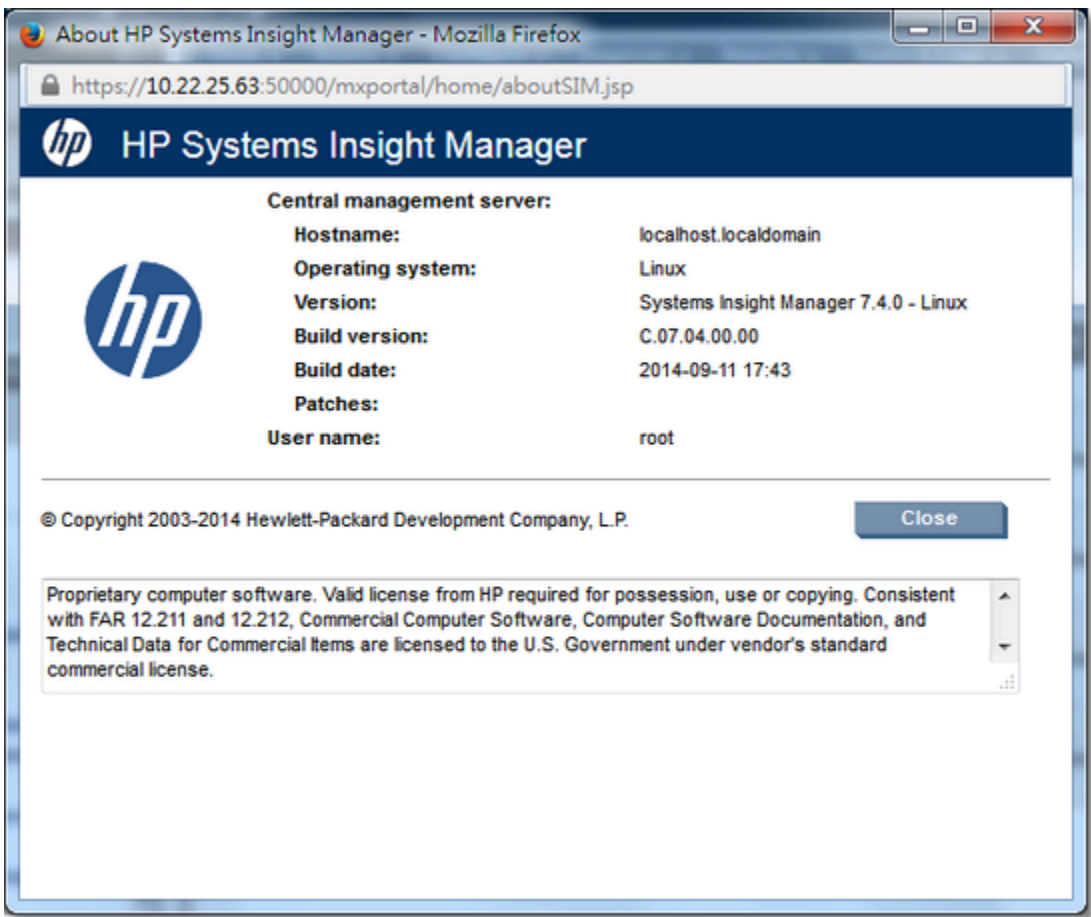 About HP Systems Insight Manager - Mozilla Firefox
https://10.22.25.63:50000/mxportal/home/aboutSIM.jsp
hp HP Systems Insight Manager
Central management server:
Hostname: localhost.localdomain
Operating system: Linux
hp
Version: Systems Insight Manager 7.4.0 - Linux
Build version: C.07.04.00.00
Build date: 2014-09-11 17:43
Patches:
User name: root
© Copyright 2003-2014 Hewlett-Packard Development Company, L.P. Close
Proprietary computer software. Valid license from HP required for possession, use or copying. Consistent
with FAR 12.211 and 12.212, Commercial Computer Software, Computer Software Documentation, and
Technical Data for Commercial Items are licensed to the U.S. Government under vendor's standard
commercial license.